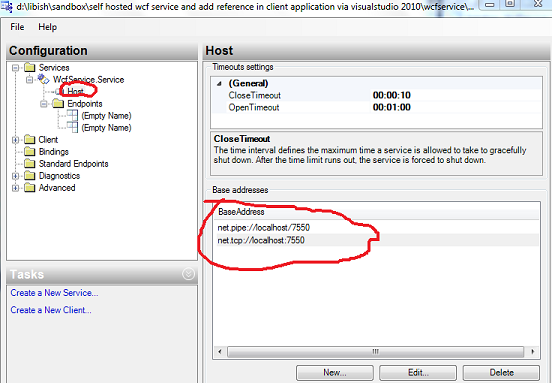 d:\libish\sandbox\self hosted wcf service and add reference in client application via visualstudio 2010\wcfservice\
File Help
Configuration
Services
WcfService.Service
Host
Endpoints
(Empty Name)
(Empty Name)
Client
Bindings
Standard Endpoints
Diagnostics
Advanced
Tasks
Create a New Service...
Create a New Client...
Host
Timeouts settings
(General)
CloseTimeout 00:00:10
OpenTimeout 00:01:00
CloseTimeout
The time interval defines the maximum time a service is allowed to take to gracefully
shut down. After the time limit runs out, the service is forced to shut down.
Base addresses
BaseAddress
net.pipe://localhost/7550
net.tcp://localhost:7550
New... Edit... Delete